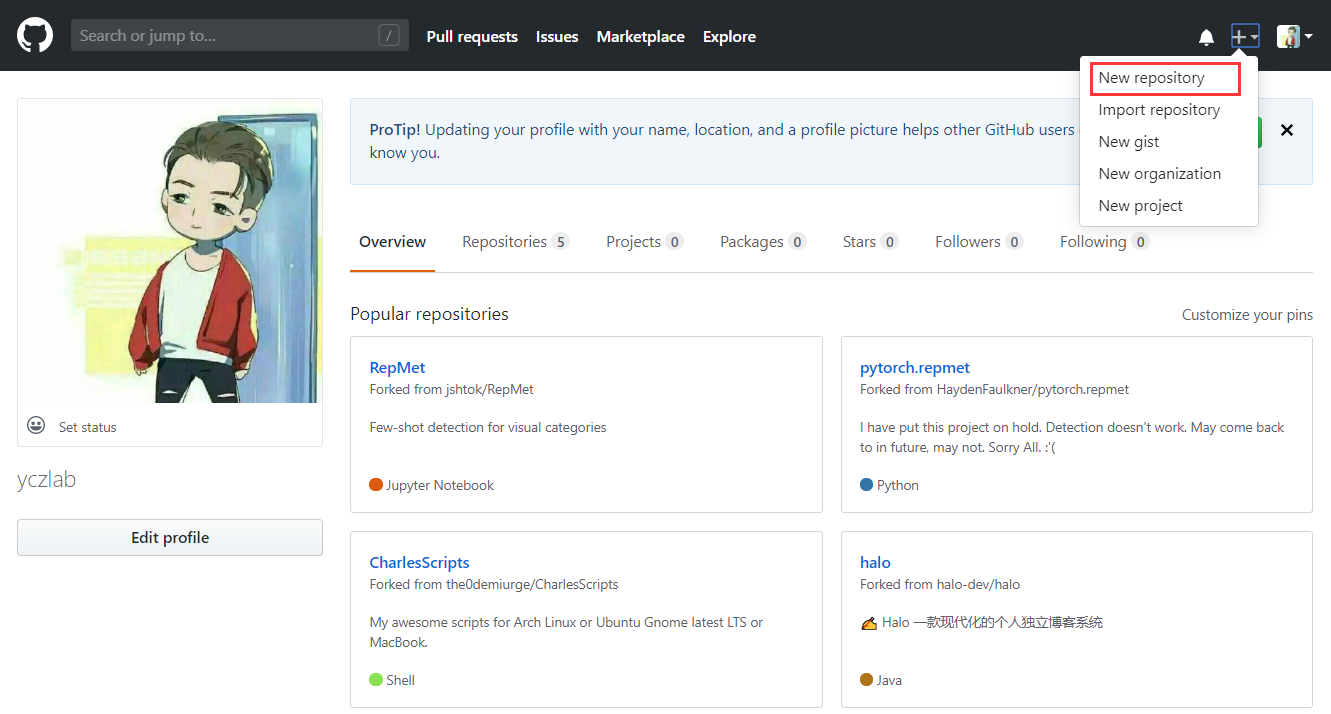 Search or jump to... /
Pull requests Issues Marketplace Explore
New repository
Import repository
New gist
New organization
New project
ProTip! Updating your profile with your name, location, and a profile picture helps other GitHub users
know you.
Overview Repositories 5 Projects 0 Packages 0 Stars 0 Followers 0 Following 0
Set status
yczlab
Edit profile
Popular repositories
Customize your pins
RepMet
Forked from jshtok/RepMet
Few-shot detection for visual categories
Jupyter Notebook
pytorch.repmet
Forked from HaydenFaulkner/pytorch.repmet
I have put this project on hold. Detection doesn't work. May come back
to in future, may not. Sorry All. :'(
Python
CharlesScripts
Forked from the0demiurge/CharlesScripts
My awesome scripts for Arch Linux or Ubuntu Gnome latest LTS or
MacBook.
Shell
halo
Forked from halo-dev/halo
✍ Halo 一款现代化的个人独立博客系统
Java